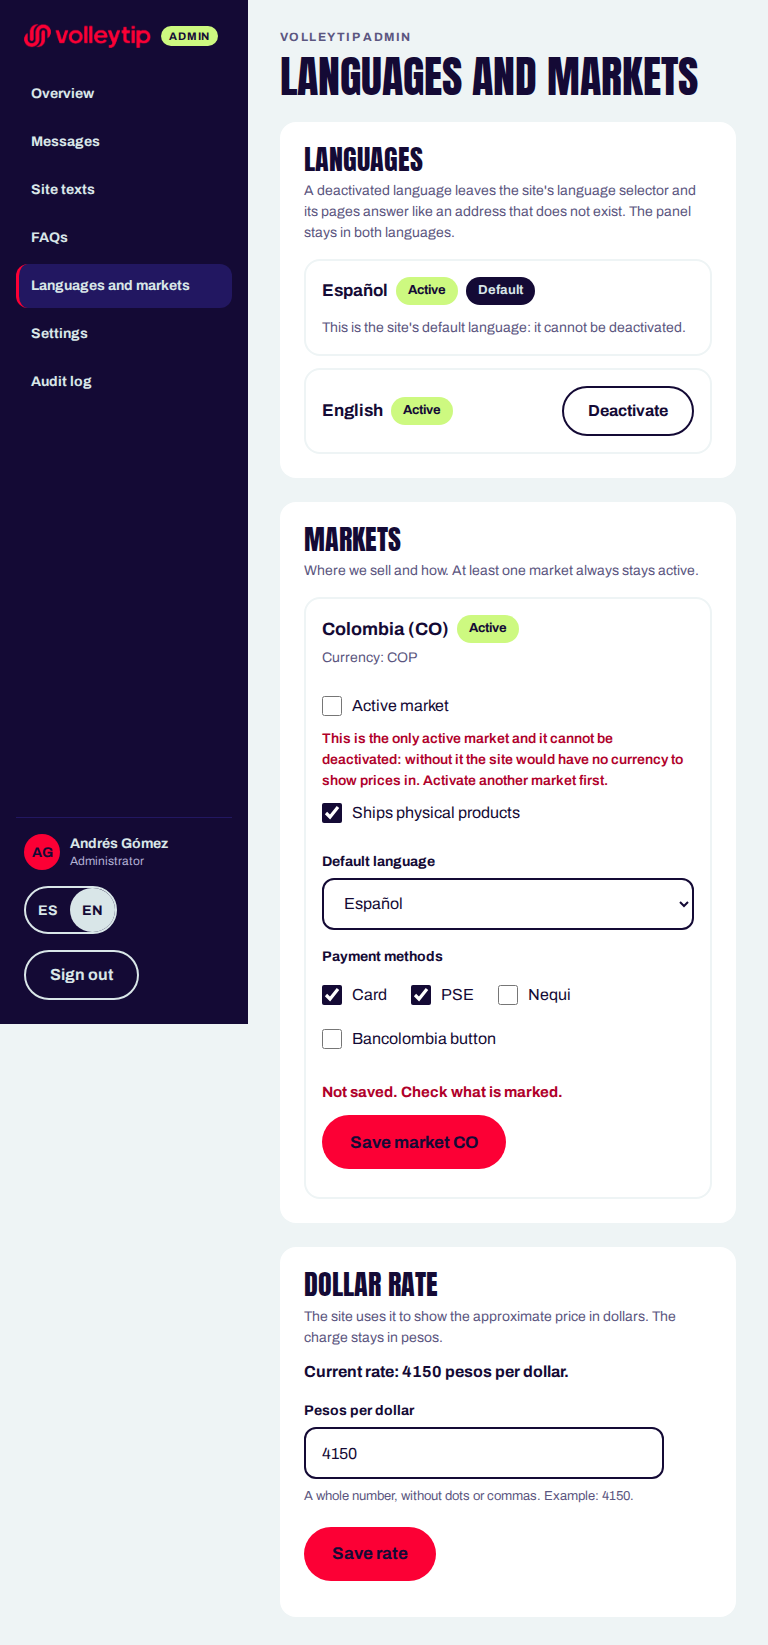 volleytip ADMIN
Overview
Messages
Site texts
FAQs
Languages and markets
Settings
Audit log
AG Andrés Gómez
Administrator
ES EN
Sign out
VOLLEYTIP ADMIN
LANGUAGES AND MARKETS
LANGUAGES
A deactivated language leaves the site's language selector and
its pages answer like an address that does not exist. The panel
stays in both languages.
Español Active Default
This is the site's default language: it cannot be deactivated.
English Active Deactivate
MARKETS
Where we sell and how. At least one market always stays active.
Colombia (CO) Active
Currency: COP
Active market
This is the only active market and it cannot be
deactivated: without it the site would have no currency to
show prices in. Activate another market first.
Ships physical products
Default language
Español
Payment methods
Card PSE Nequi
Bancolombia button
Not saved. Check what is marked.
Save market CO
DOLLAR RATE
The site uses it to show the approximate price in dollars. The
charge stays in pesos.
Current rate: 4150 pesos per dollar.
Pesos per dollar
4150
A whole number, without dots or commas. Example: 4150.
Save rate